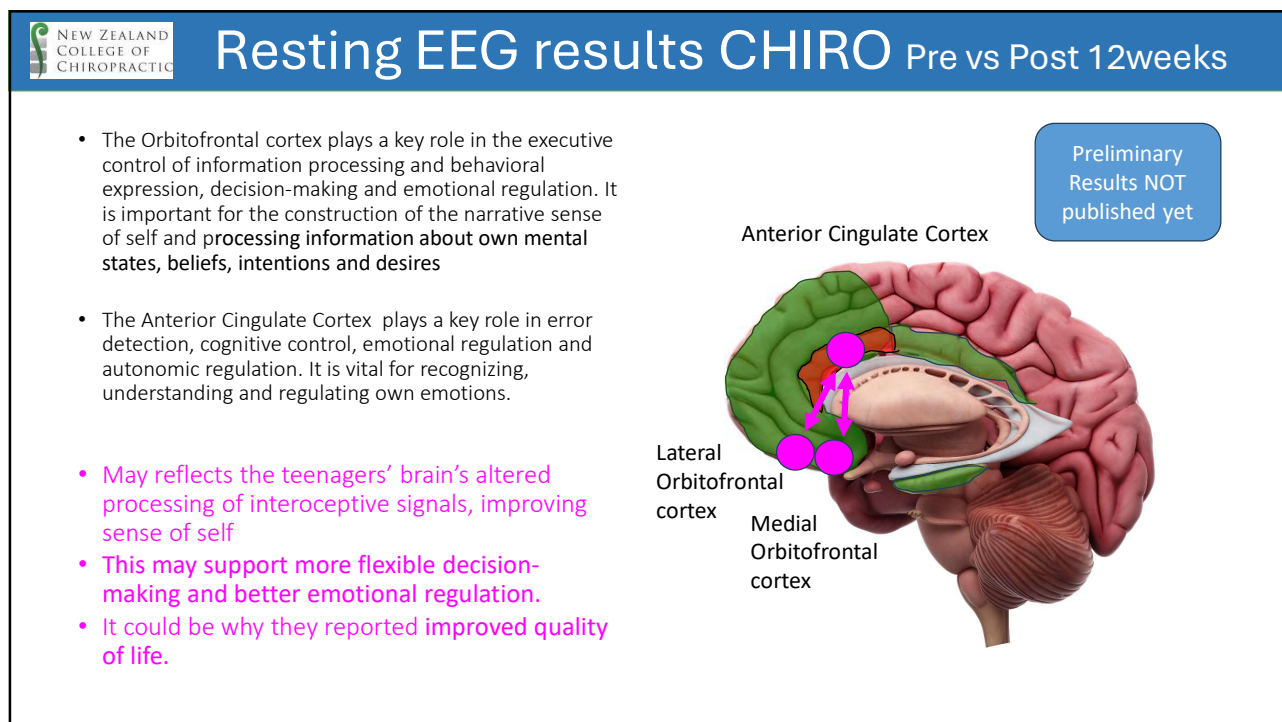 NEW ZEALAND
COLLEGE OF
CHIROPRACTIC
Resting EEG results CHIRO Pre vs Post 12weeks
• The Orbitofrontal cortex plays a key role in the executive
control of information processing and behavioral
expression, decision-making and emotional regulation. It
is important for the construction of the narrative sense
of self and processing information about own mental
states, beliefs, intentions and desires
• The Anterior Cingulate Cortex plays a key role in error
detection, cognitive control, emotional regulation and
autonomic regulation. It is vital for recognizing,
understanding and regulating own emotions.
• May reflects the teenagers’ brain’s altered
processing of interoceptive signals, improving
sense of self
• This may support more flexible decision-
making and better emotional regulation.
• It could be why they reported improved quality
of life.
Preliminary
Results NOT
published yet
Anterior Cingulate Cortex
Lateral
Orbitofrontal
cortex
Medial
Orbitofrontal
cortex